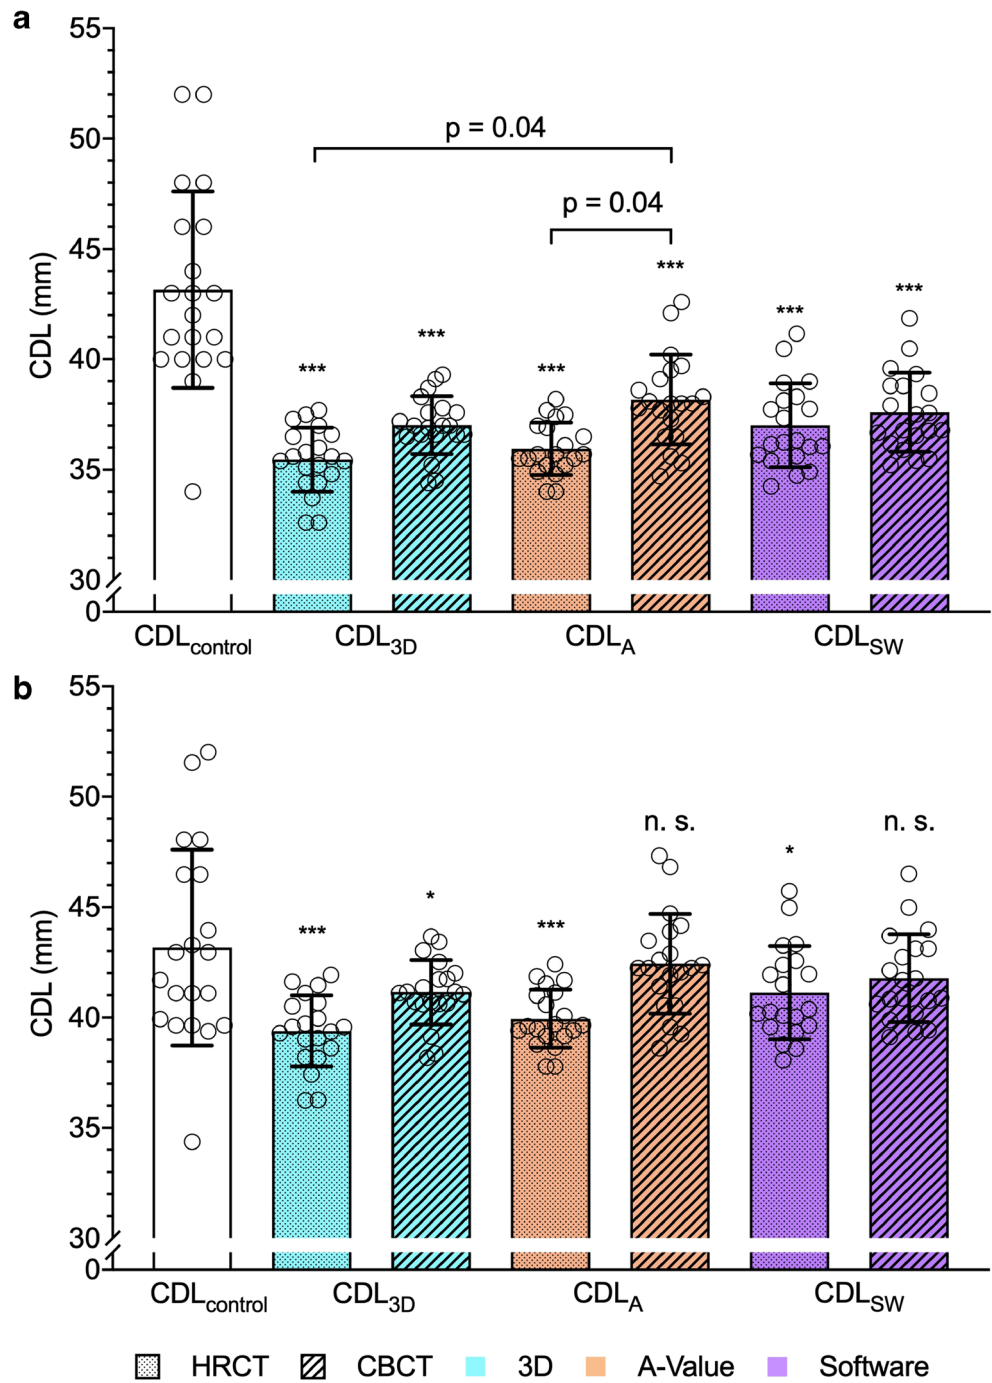 a
55
50
45
40
35
30
0
CDL (mm)
p = 0.04
p = 0.04
***
***
***
***
***
***
CDLcontrol CDL3D CDLA CDLSW
b
55
50
45
40
35
30
0
CDL (mm)
***
*
***
n. s.
*
n. s.
CDLcontrol CDL3D CDLA CDLSW
HRCT CBCT 3D A-Value Software